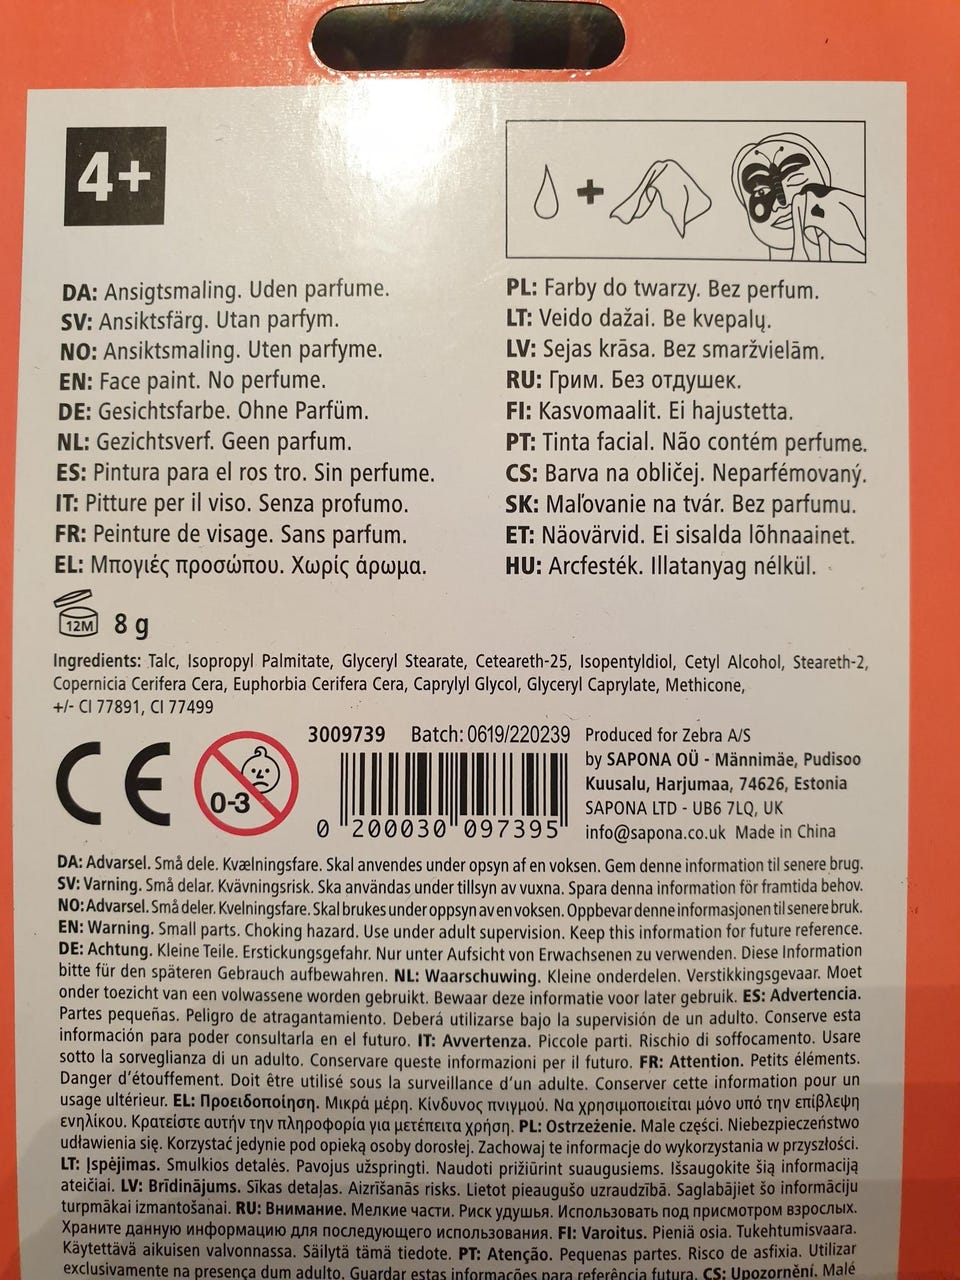 4+
DA: Ansigtsmaling. Uden parfume.
SV: Ansiktsfärg. Utan parfym.
NO: Ansiktsmaling. Uten parfyme.
EN: Face paint. No perfume.
DE: Gesichtsfarbe. Ohne Parfüm.
NL: Gezichtsverf. Geen parfum.
ES: Pintura para el ros tro. Sin perfume.
IT: Pitture per il viso. Senza profumo.
FR: Peinture de visage. Sans parfum.
EL: Μπογιές προσώπου. Χωρίς άρωμα.
PL: Farby do twarzy. Bez perfum.
LT: Veido dažai. Be kvepalų.
LV: Sejas krāsa. Bez smaržvielām.
RU: Грим. Без отдушек.
FI: Kasvomaalit. Ei hajustetta.
PT: Tinta facial. Não contém perfume.
CS: Barva na obličej. Neparfémovaný.
SK: Maľovanie na tvár. Bez parfumu.
ET: Näovärvid. Ei sisalda lõhnaainet.
HU: Arcfesték. Illatanyag nélkül.
12M 8 g
Ingredients: Talc, Isopropyl Palmitate, Glyceryl Stearate, Ceteareth-25, Isopentyldiol, Cetyl Alcohol, Steareth-2,
Copernicia Cerifera Cera, Euphorbia Cerifera Cera, Caprylyl Glycol, Glyceryl Caprylate, Methicone,
+/- CI 77891, CI 77499
CE
0-3
3009739 Batch: 0619/220239
0 200030 097395
Produced for Zebra A/S
by SAPONA OÜ - Männimäe, Pudisoo
Kuusalu, Harjumaa, 74626, Estonia
SAPONA LTD - UB6 7LQ, UK
info@sapona.co.uk Made in China
DA: Advarsel. Små dele. Kvælningsfare. Skal anvendes under opsyn af en voksen. Gem denne information til senere brug.
SV: Varning. Små delar. Kvävningsrisk. Ska användas under tillsyn av vuxna. Spara denna information för framtida behov.
NO: Advarsel. Små deler. Kvelningsfare. Skal brukes under oppsyn av en voksen. Oppbevar denne informasjonen til senere bruk.
EN: Warning. Small parts. Choking hazard. Use under adult supervision. Keep this information for future reference.
DE: Achtung. Kleine Teile. Erstickungsgefahr. Nur unter Aufsicht von Erwachsenen zu verwenden. Diese Information
bitte für den späteren Gebrauch aufbewahren. NL: Waarschuwing. Kleine onderdelen. Verstikkingsgevaar. Moet
onder toezicht van een volwassene worden gebruikt. Bewaar deze informatie voor later gebruik. ES: Advertencia.
Partes pequeñas. Peligro de atragantamiento. Deberá utilizarse bajo la supervisión de un adulto. Conserve esta
información para poder consultarla en el futuro. IT: Avvertenza. Piccole parti. Rischio di soffocamento. Usare
sotto la sorveglianza di un adulto. Conservare queste informazioni per il futuro. FR: Attention. Petits éléments.
Danger d'étouffement. Doit être utilisé sous la surveillance d'un adulte. Conserver cette information pour un
usage ultérieur. EL: Προειδοποίηση. Μικρά μέρη. Κίνδυνος πνιγμού. Να χρησιμοποιείται μόνο υπό την επίβλεψη
ενηλίκου. Κρατείστε αυτήν την πληροφορία για μετέπειτα χρήση. PL: Ostrzeżenie. Małe części. Niebezpieczeństwo
udławienia się. Korzystać jedynie pod opieką osoby dorosłej. Zachowaj te informacje do wykorzystania w przyszłości.
LT: Įspėjimas. Smulkios detalės. Pavojus užspringti. Naudoti prižiūrint suaugusiems. Išsaugokite šią informaciją
ateičiai. LV: Brīdinājums. Sīkas detaļas. Aizrīšanās risks. Lietot pieaugušo uzraudzībā. Saglabājiet šo informāciju
turpmākai izmantošanai. RU: Внимание. Мелкие части. Риск удушья. Использовать под присмотром взрослых.
Храните данную информацию для последующего использования. FI: Varoitus. Pieniä osia. Tukehtumisvaara.
Käytettävä aikuisen valvonnassa. Säilytä tämä tiedote. PT: Atenção. Pequenas partes. Risco de asfixia. Utilizar
exclusivamente na presença dum adulto. Guardar estas informações para referência futura. CS: Upozornění. Malé